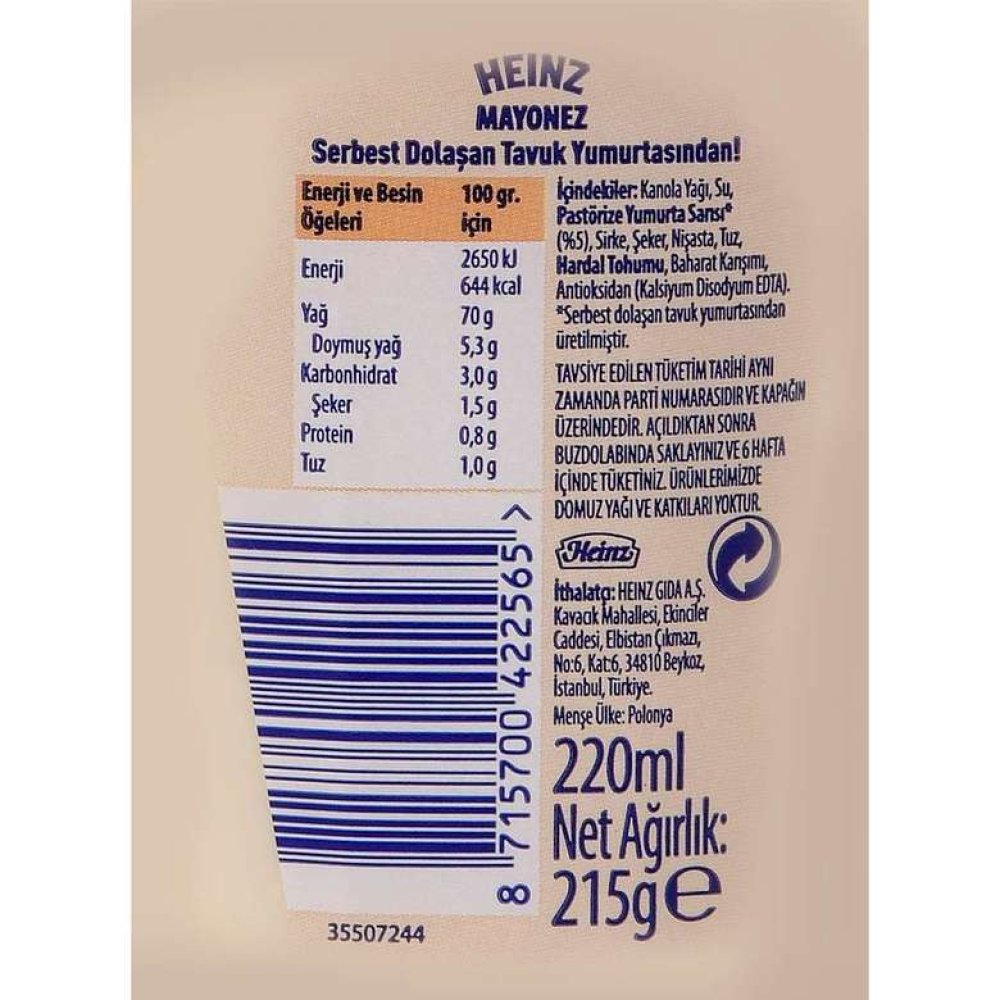 HEINZ
MAYONEZ
Serbest Dolaşan Tavuk Yumurtasından!
Enerji ve Besin 100 gr.
Öğeleri için
Enerji 2650 kJ
644 kcal
Yağ 70 g
Doymuş yağ 5,3 g
Karbonhidrat 3,0 g
Şeker 1,5 g
Protein 0,8 g
Tuz 1,0 g
İçindekiler: Kanola Yağı, Su,
Pastörize Yumurta Sarısı*
(%5), Sirke, Şeker, Nişasta, Tuz,
Hardal Tohumu, Baharat Karışımı,
Antioksidan (Kalsiyum Disodyum EDTA).
*Serbest dolaşan tavuk yumurtasından
üretilmiştir.
TAVSİYE EDİLEN TÜKETİM TARİHİ AYNI
ZAMANDA PARTİ NUMARASIDIR VE KAPAĞIN
ÜZERİNDEDİR. AÇILDIKTAN SONRA
BUZDOLABINDA SAKLAYINIZ VE 6 HAFTA
İÇİNDE TÜKETİNİZ. ÜRÜNLERİMİZDE
DOMUZ YAĞI VE KATKILARI YOKTUR.
Heinz
İthalatçı: HEINZ GIDA A.Ş.
Kavacık Mahallesi, Ekinciler
Caddesi, Elbistan Çıkmazı,
No:6, Kat:6, 34810 Beykoz,
İstanbul, Türkiye.
Menşe Ülke: Polonya
220ml
Net Ağırlık:
215g e
8 715700 422565 >
35507244